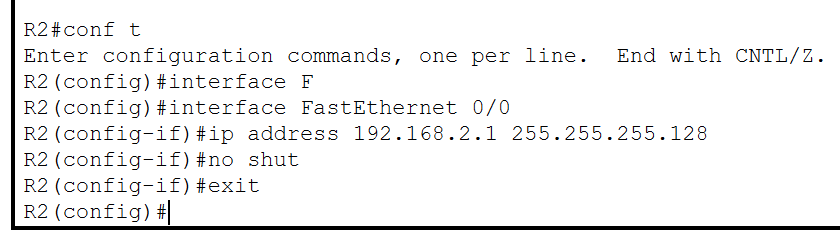 R2#conf t
Enter configuration commands, one per line.  End with CNTL/Z.
R2(config)#interface F
R2(config)#interface FastEthernet 0/0
R2(config-if)#ip address 192.168.2.1 255.255.255.128
R2(config-if)#no shut
R2(config-if)#exit
R2(config)#